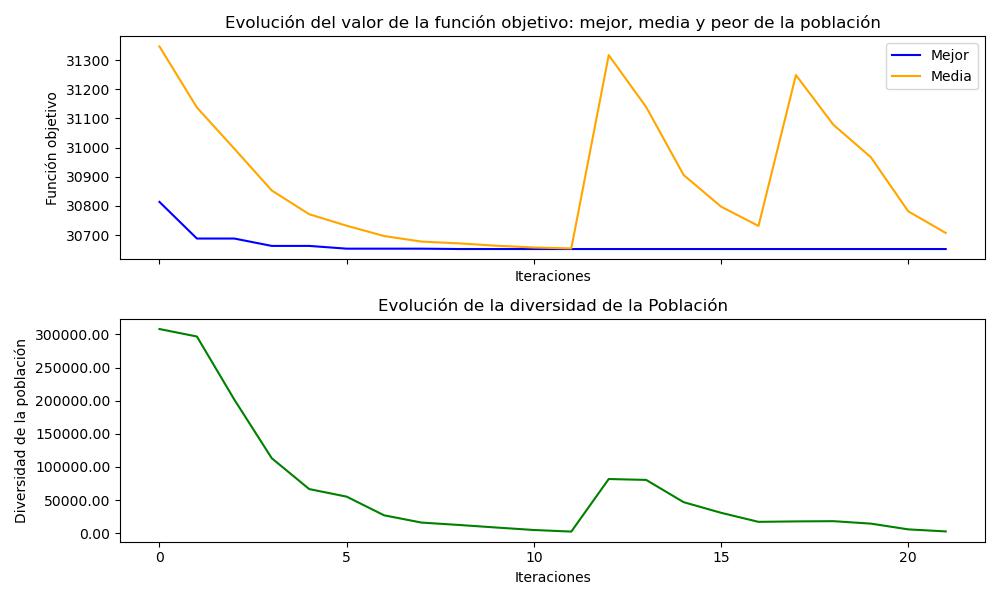 Evolución del valor de la función objetivo: mejor, media y peor de la población
31300
31200
31100
31000
30900
30800
30700
Función objetivo
Mejor
Media
Iteraciones
Evolución de la diversidad de la Población
300000.00
250000.00
200000.00
150000.00
100000.00
50000.00
0.00
Diversidad de la población
0 5 10 15 20
Iteraciones